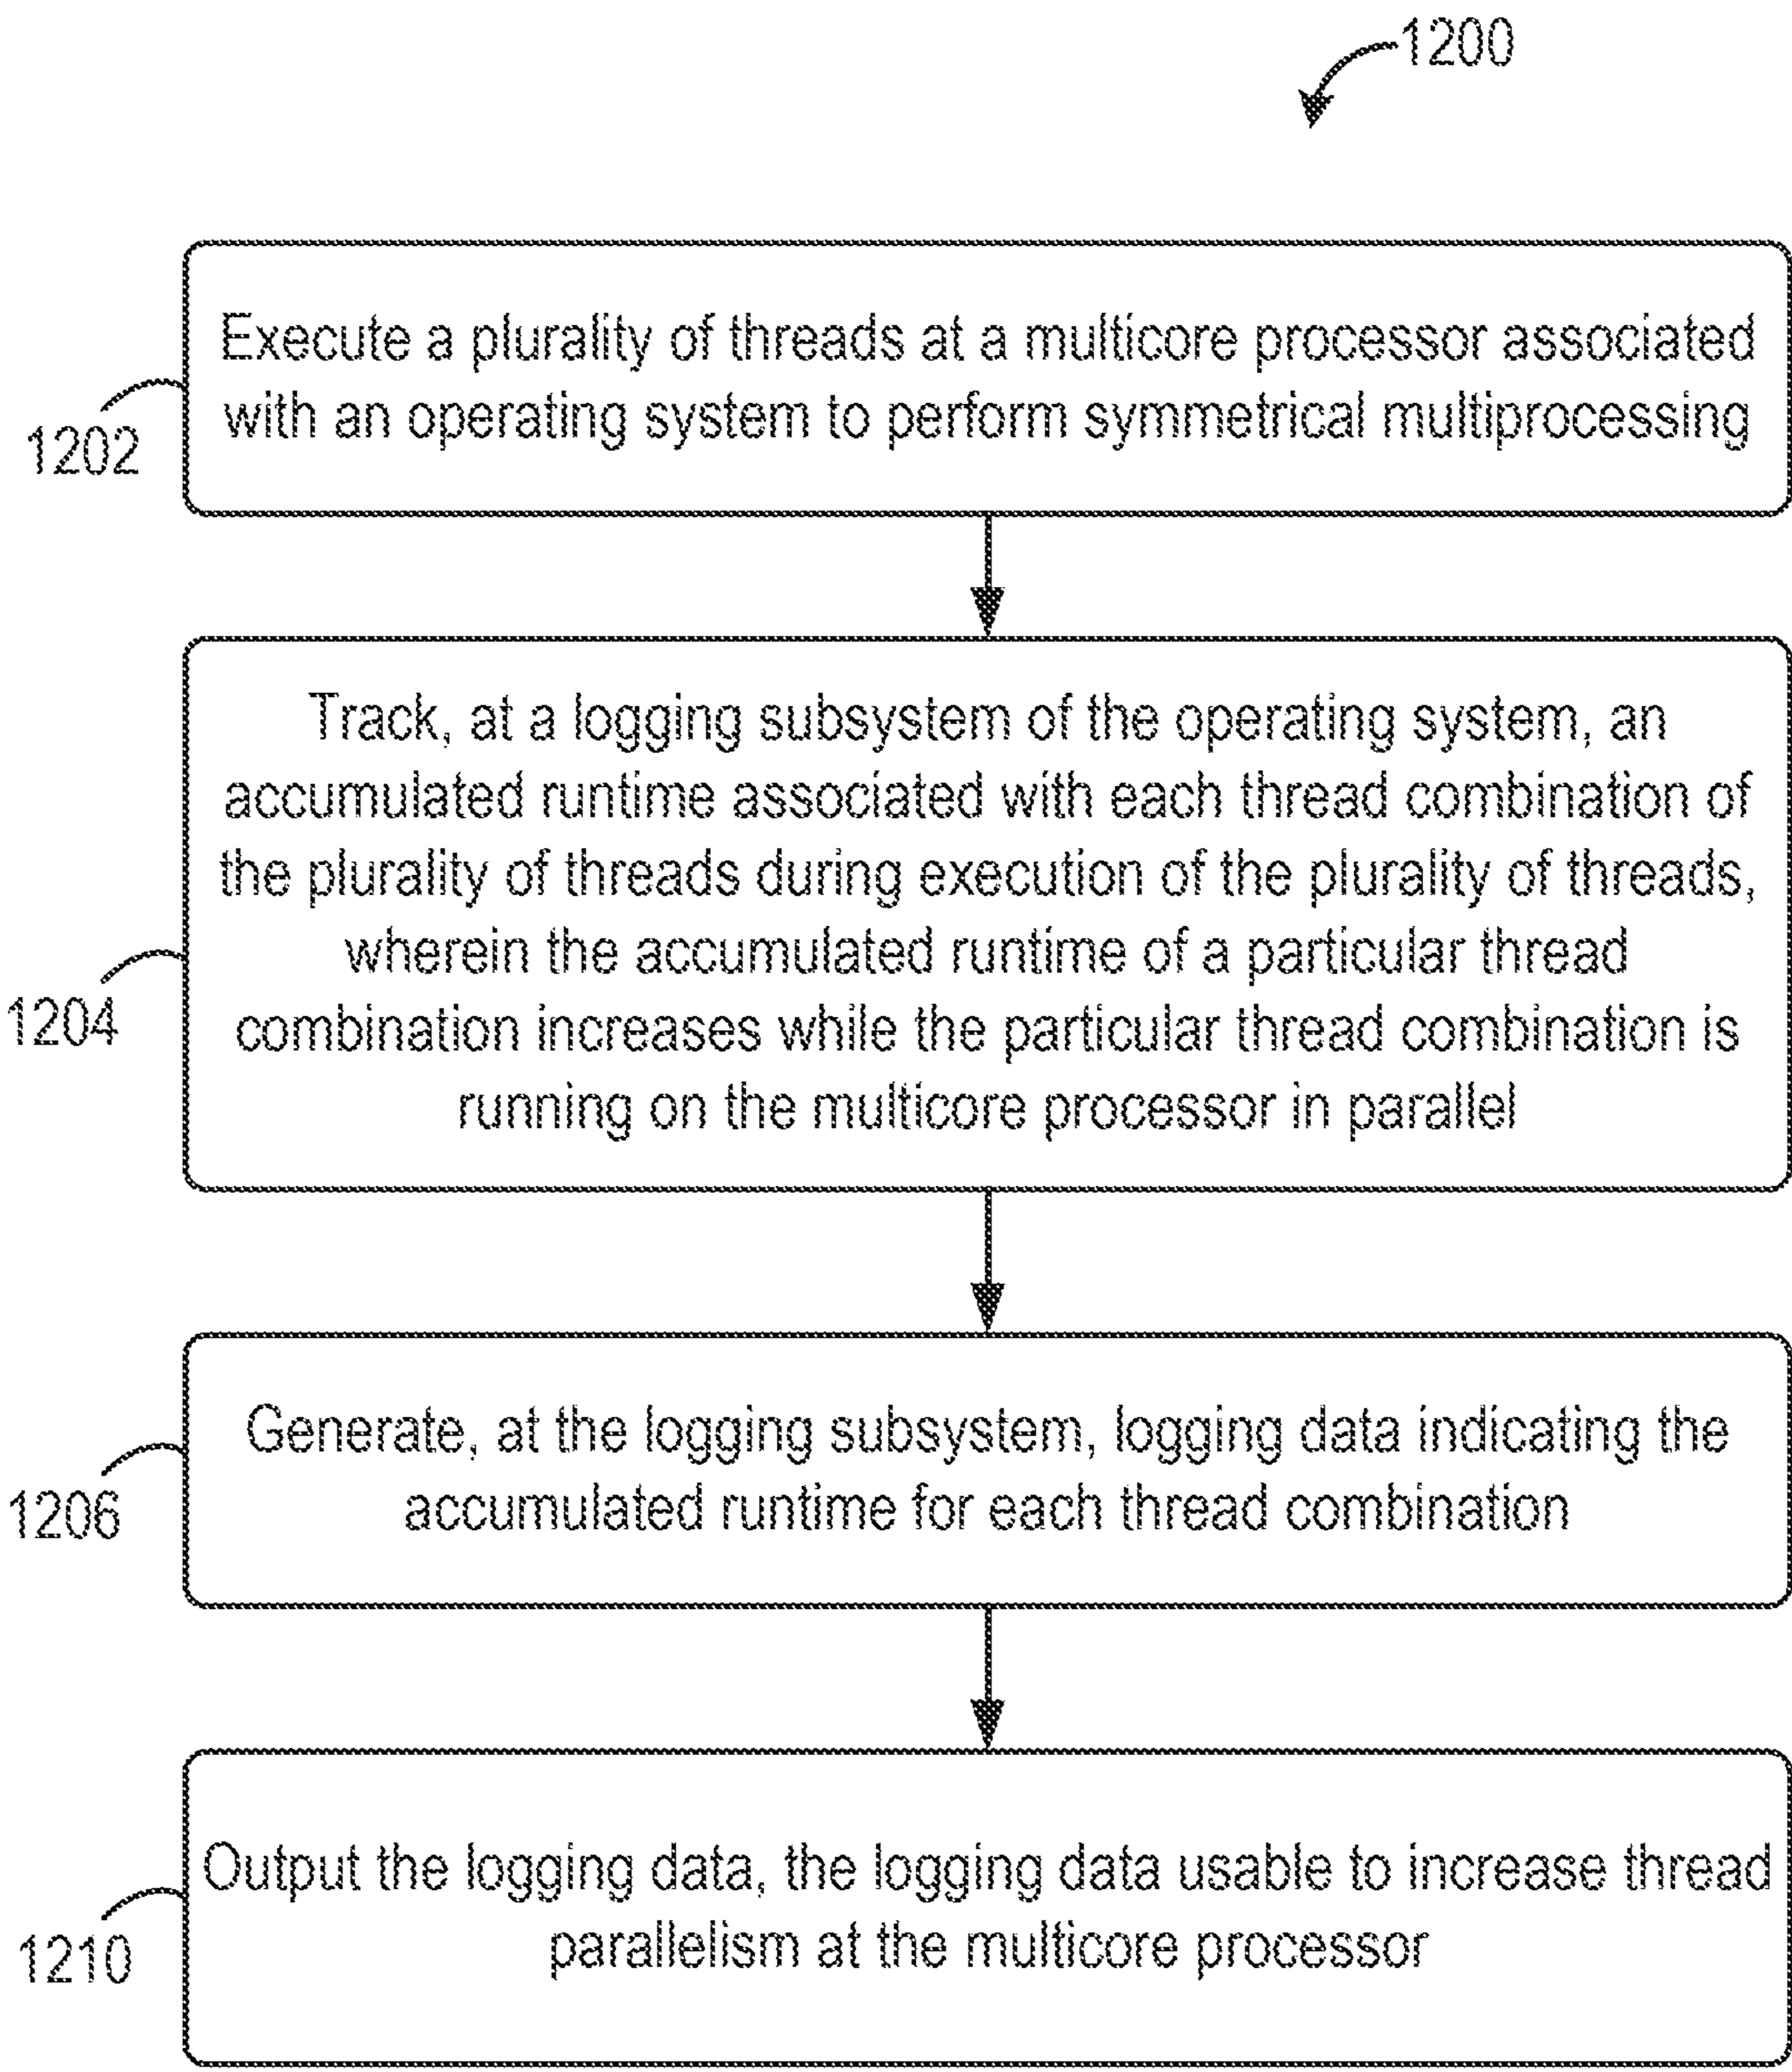 1200
Execute a plurality of threads at a multicore processor associated
with an operating system to perform symmetrical multiprocessing
1202
Track, at a logging subsystem of the operating system, an
accumulated runtime associated with each thread combination of
the plurality of threads during execution of the plurality of threads,
wherein the accumulated runtime of a particular thread
combination increases while the particular thread combination is
running on the multicore processor in parallel
1204
Generate, at the logging subsystem, logging data indicating the
accumulated runtime for each thread combination
1206
Output the logging data, the logging data usable to increase thread
parallelism at the multicore processor
1210